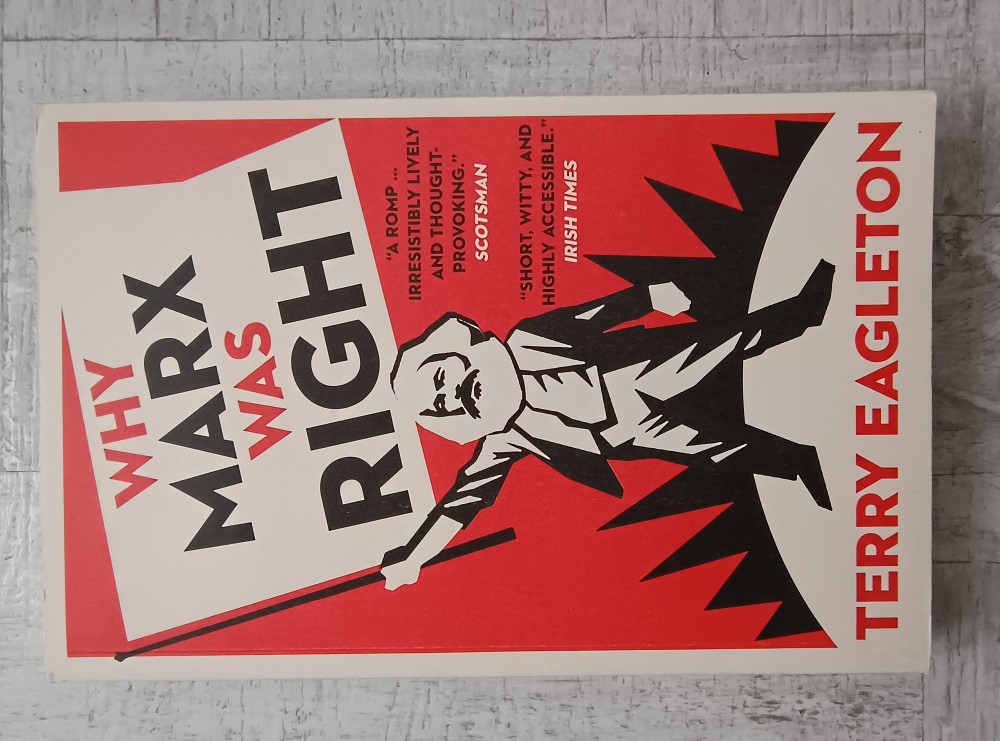 WHY
MARX
WAS
RIGHT
“A ROMP ...
IRRESISTIBLY LIVELY
AND THOUGHT-
PROVOKING.”
SCOTSMAN
“SHORT, WITTY, AND
HIGHLY ACCESSIBLE.”
IRISH TIMES
TERRY EAGLETON